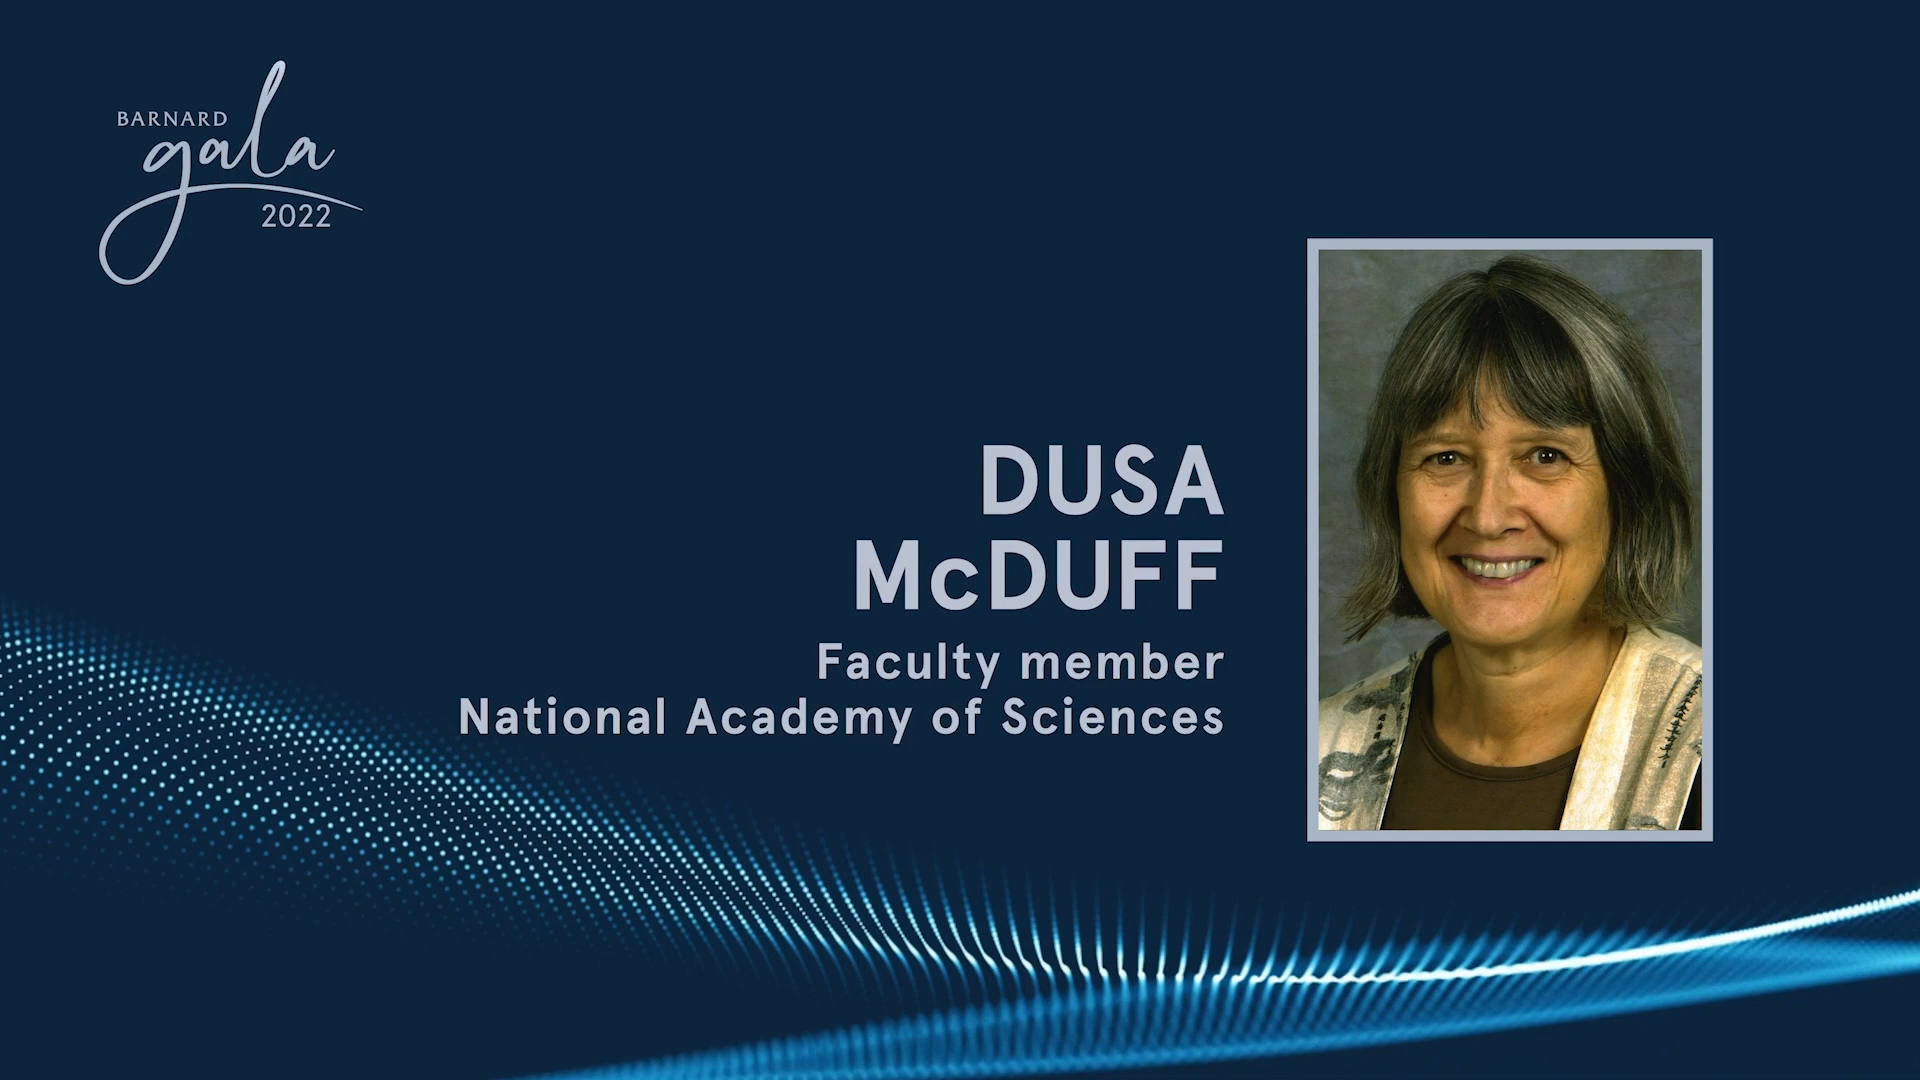 BARNARD
gala
2022
DUSA
McDUFF
Faculty member
National Academy of Sciences